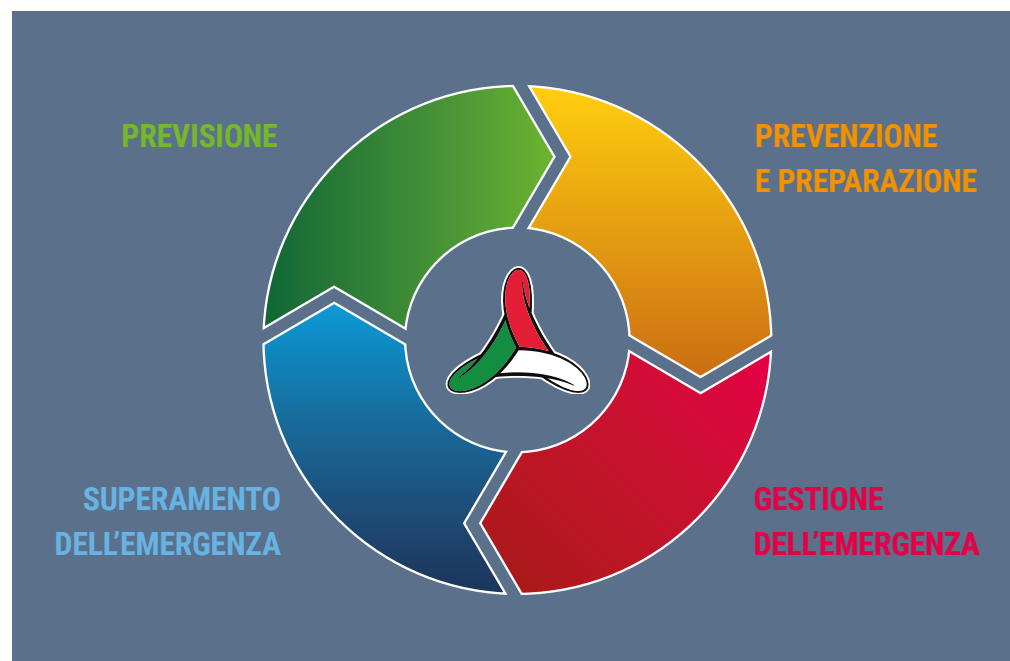 PREVISIONE
PREVENZIONE
E PREPARAZIONE
SUPERAMENTO
DELL'EMERGENZA
GESTIONE
DELL'EMERGENZA